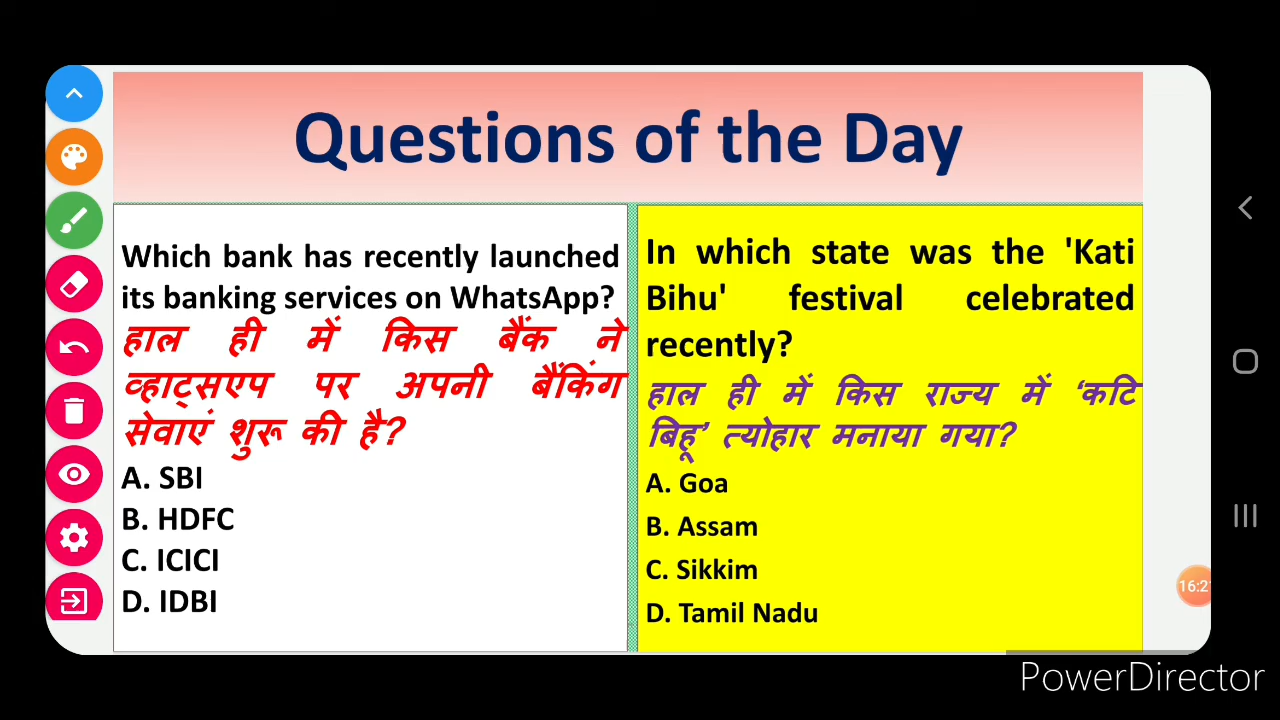 Questions of the Day
Which bank has recently launched
its banking services on WhatsApp?
हाल ही में किस बैंक ने
व्हाट्सएप पर अपनी बैंकिंग
सेवाएं शुरू की है?
A. SBI
B. HDFC
C. ICICI
D. IDBI
In which state was the 'Kati
Bihu' festival celebrated
recently?
हाल ही में किस राज्य में ‘कटि
बिहू’ त्योहार मनाया गया?
A. Goa
B. Assam
C. Sikkim
D. Tamil Nadu
PowerDirector